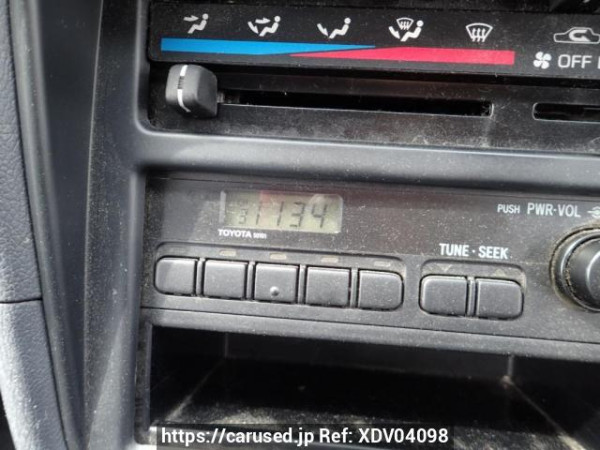 OFF
1134
TOYOTA
PUSH PWR-VOL
TUNE · SEEK
https://carused.jp Ref: XDV04098